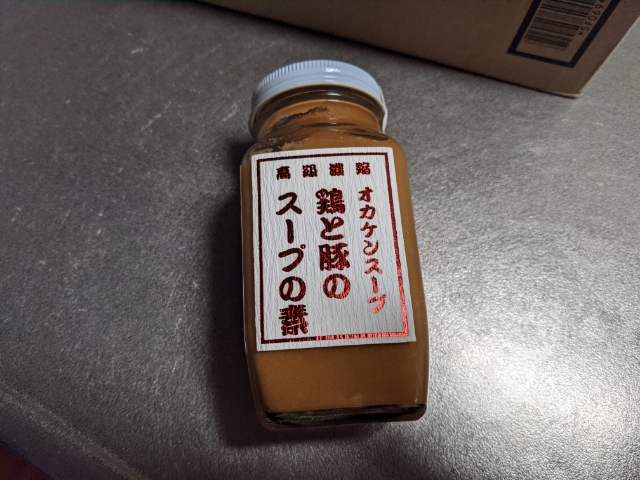 高級濃縮
オカケンスープ
鶏と豚の
スープの素